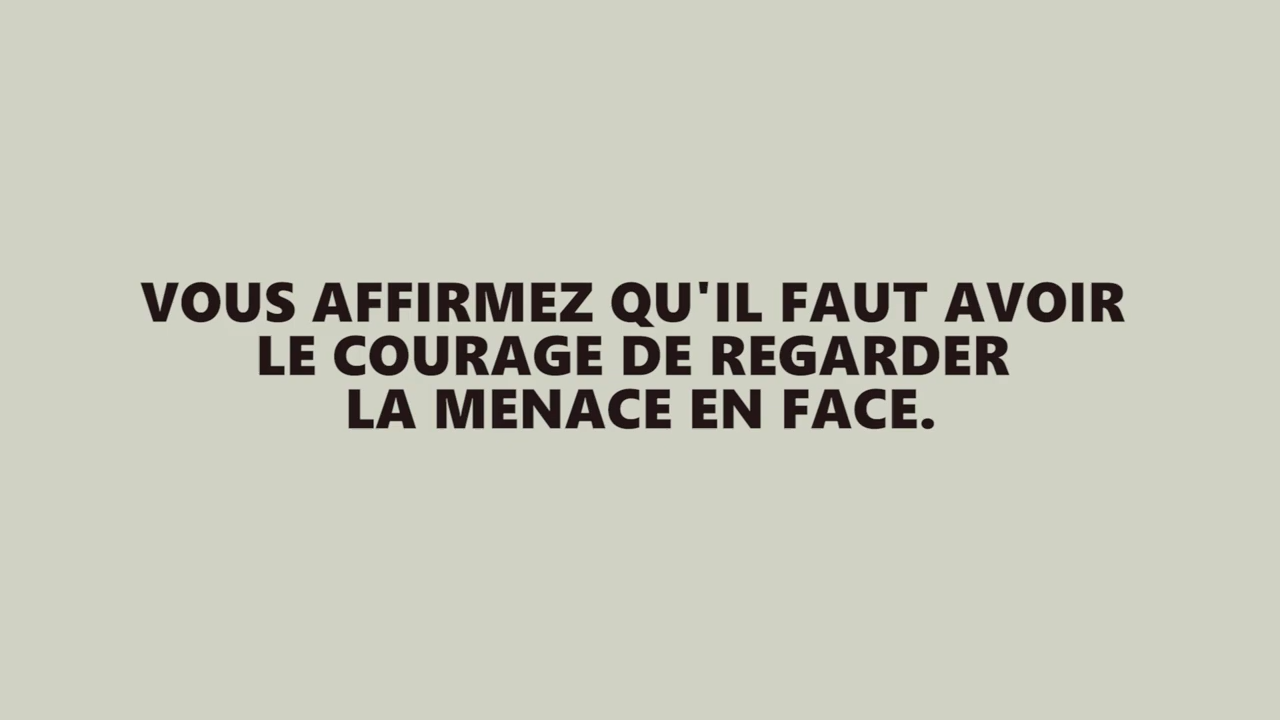 VOUS AFFIRMEZ QU'IL FAUT AVOIR
LE COURAGE DE REGARDER
LA MENACE EN FACE.